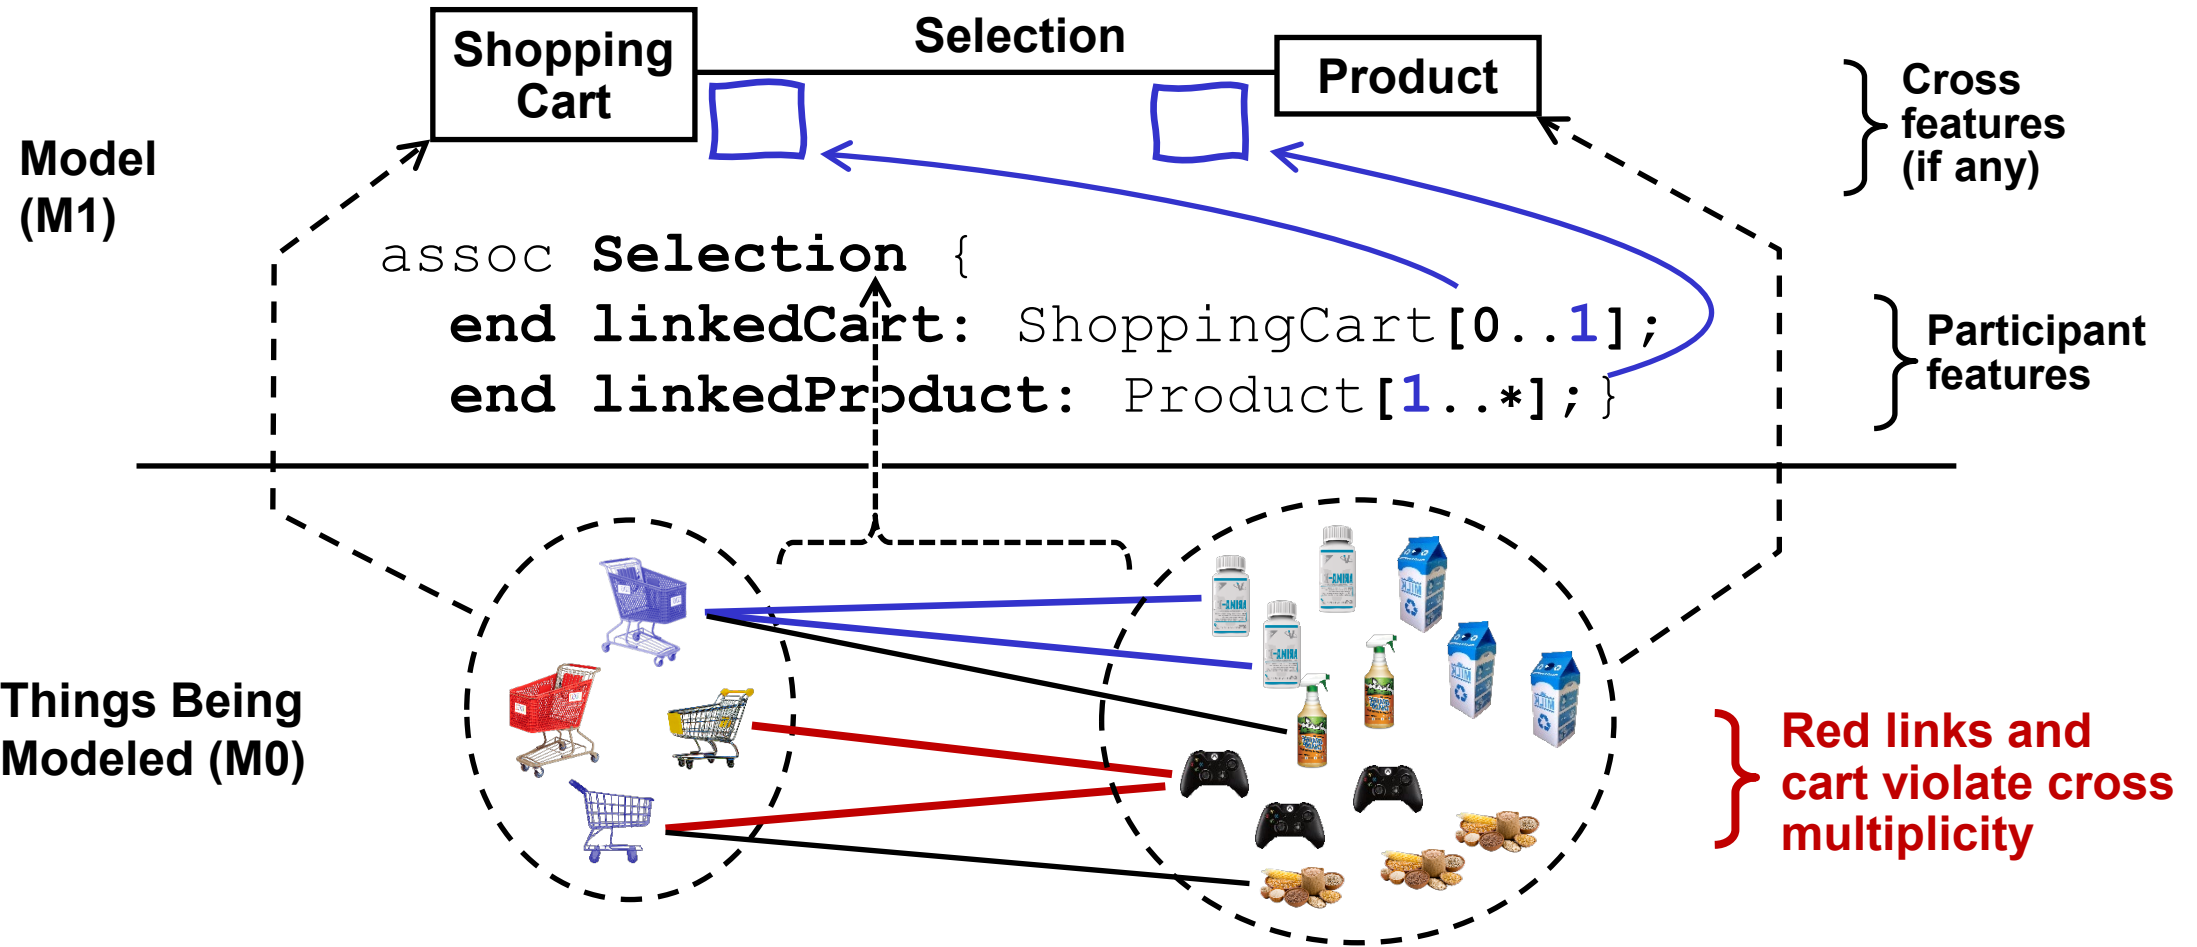 Shopping
Cart
Selection
Product
Cross
features
(if any)
Model
(M1)
assoc Selection {
end linkedCart: ShoppingCart[0..1];
end linkedProduct: Product[1..*];}
Participant
features
Things Being
Modeled (M0)
Red links and
cart violate cross
multiplicity